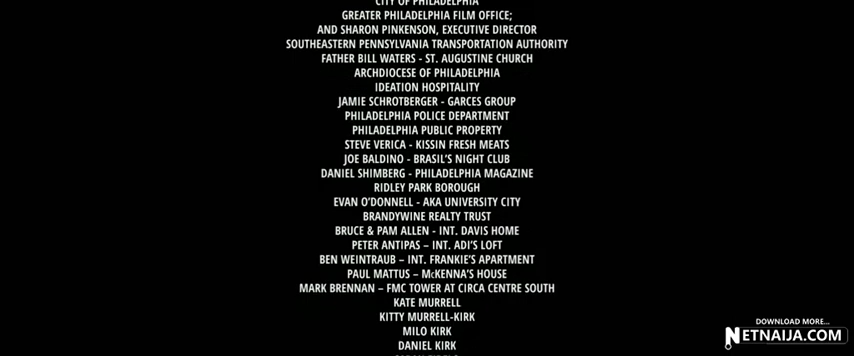 CITY OF PHILADELPHIA
GREATER PHILADELPHIA FILM OFFICE;
AND SHARON PINKENSON, EXECUTIVE DIRECTOR
SOUTHEASTERN PENNSYLVANIA TRANSPORTATION AUTHORITY
FATHER BILL WATERS - ST. AUGUSTINE CHURCH
ARCHDIOCESE OF PHILADELPHIA
IDEATION HOSPITALITY
JAMIE SCHROTBERGER - GARCES GROUP
PHILADELPHIA POLICE DEPARTMENT
PHILADELPHIA PUBLIC PROPERTY
STEVE VERICA - KISSIN FRESH MEATS
JOE BALDINO - BRASIL'S NIGHT CLUB
DANIEL SHIMBERG - PHILADELPHIA MAGAZINE
RIDLEY PARK BOROUGH
EVAN O'DONNELL - AKA UNIVERSITY CITY
BRANDYWINE REALTY TRUST
BRUCE & PAM ALLEN - INT. DAVIS HOME
PETER ANTIPAS – INT. ADI'S LOFT
BEN WEINTRAUB – INT. FRANKIE'S APARTMENT
PAUL MATTUS – McKENNA'S HOUSE
MARK BRENNAN – FMC TOWER AT CIRCA CENTRE SOUTH
KATE MURRELL
KITTY MURRELL-KIRK
MILO KIRK
DANIEL KIRK
DOWNLOAD MORE...
NETNAIJA.COM